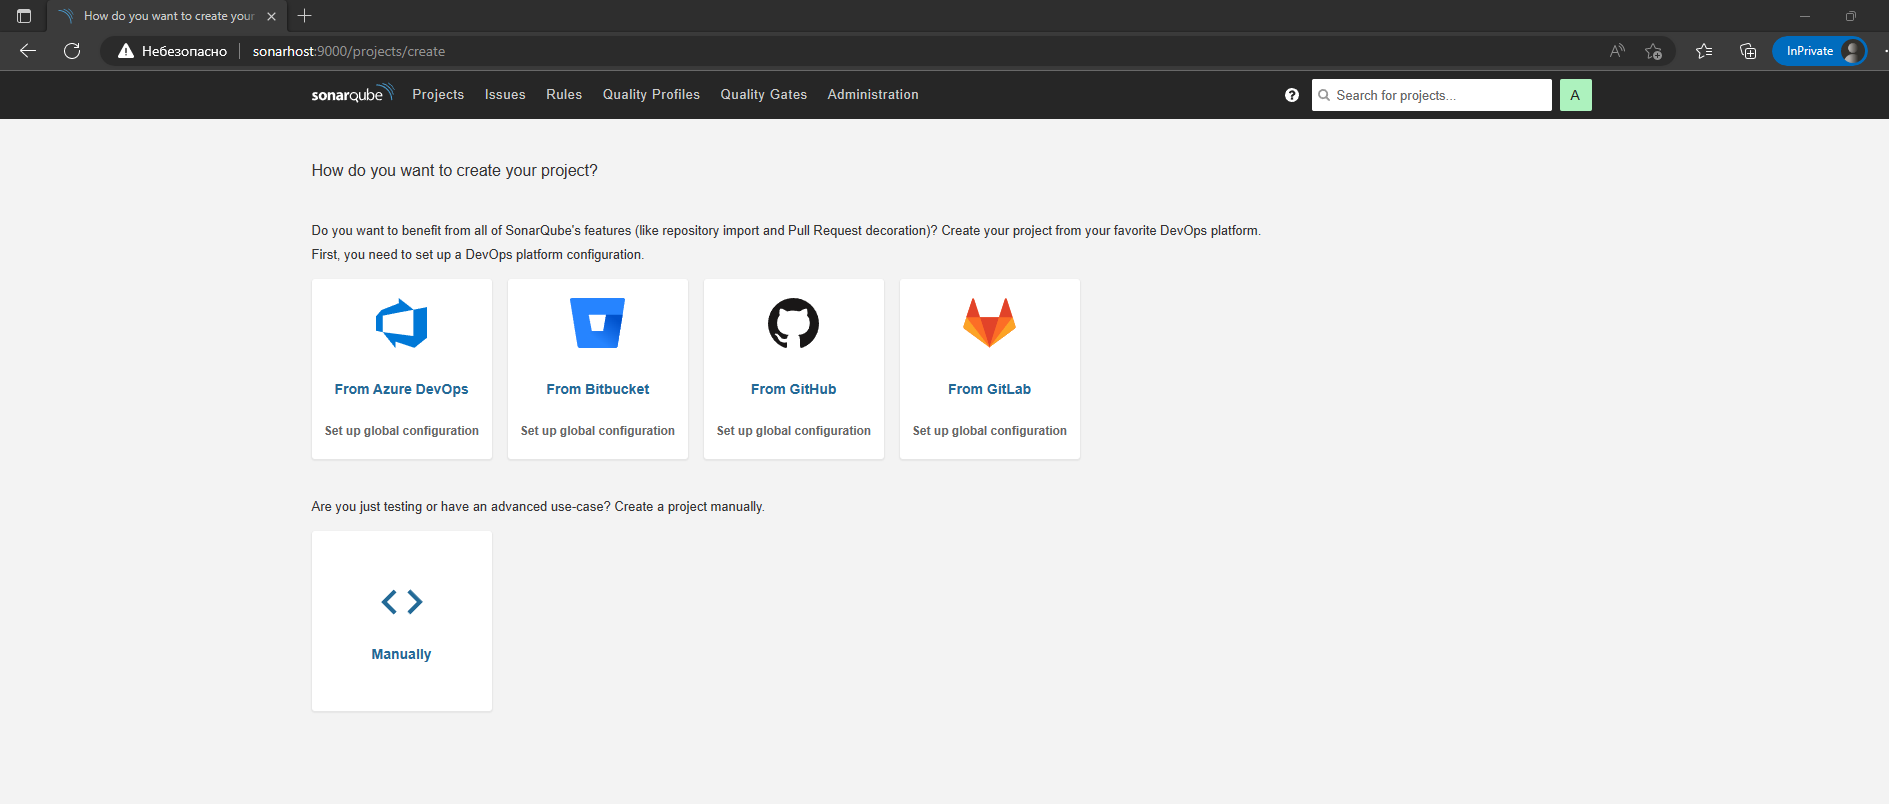 How do you want to create your
Небезопасно sonarhost:9000/projects/create InPrivate
sonarqube Projects Issues Rules Quality Profiles Quality Gates Administration ? Search for projects... A
How do you want to create your project?
Do you want to benefit from all of SonarQube's features (like repository import and Pull Request decoration)? Create your project from your favorite DevOps platform.
First, you need to set up a DevOps platform configuration.
From Azure DevOps From Bitbucket From GitHub From GitLab
Set up global configuration Set up global configuration Set up global configuration Set up global configuration
Are you just testing or have an advanced use-case? Create a project manually.
Manually